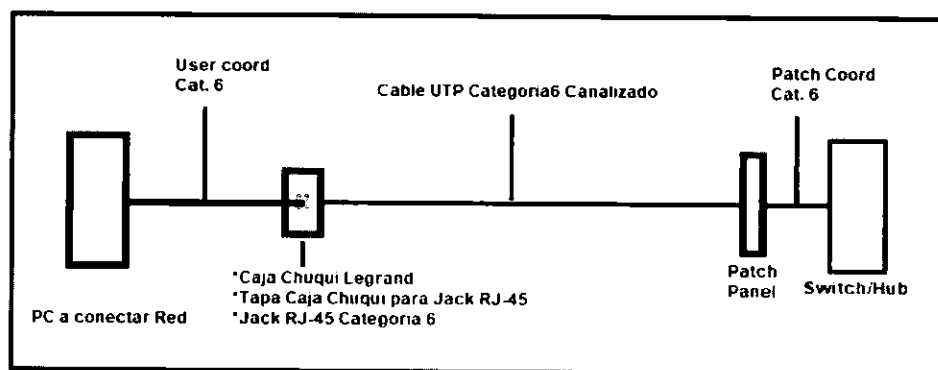 User coord
Cat. 6
Cable UTP Categoria6 Canalizado
Patch Coord
Cat. 6
*Caja Chuqui Legrand
*Tapa Caja Chuqui para Jack RJ-45
*Jack RJ-45 Categoria 6
PC a conectar Red
Patch
Panel
Switch/Hub